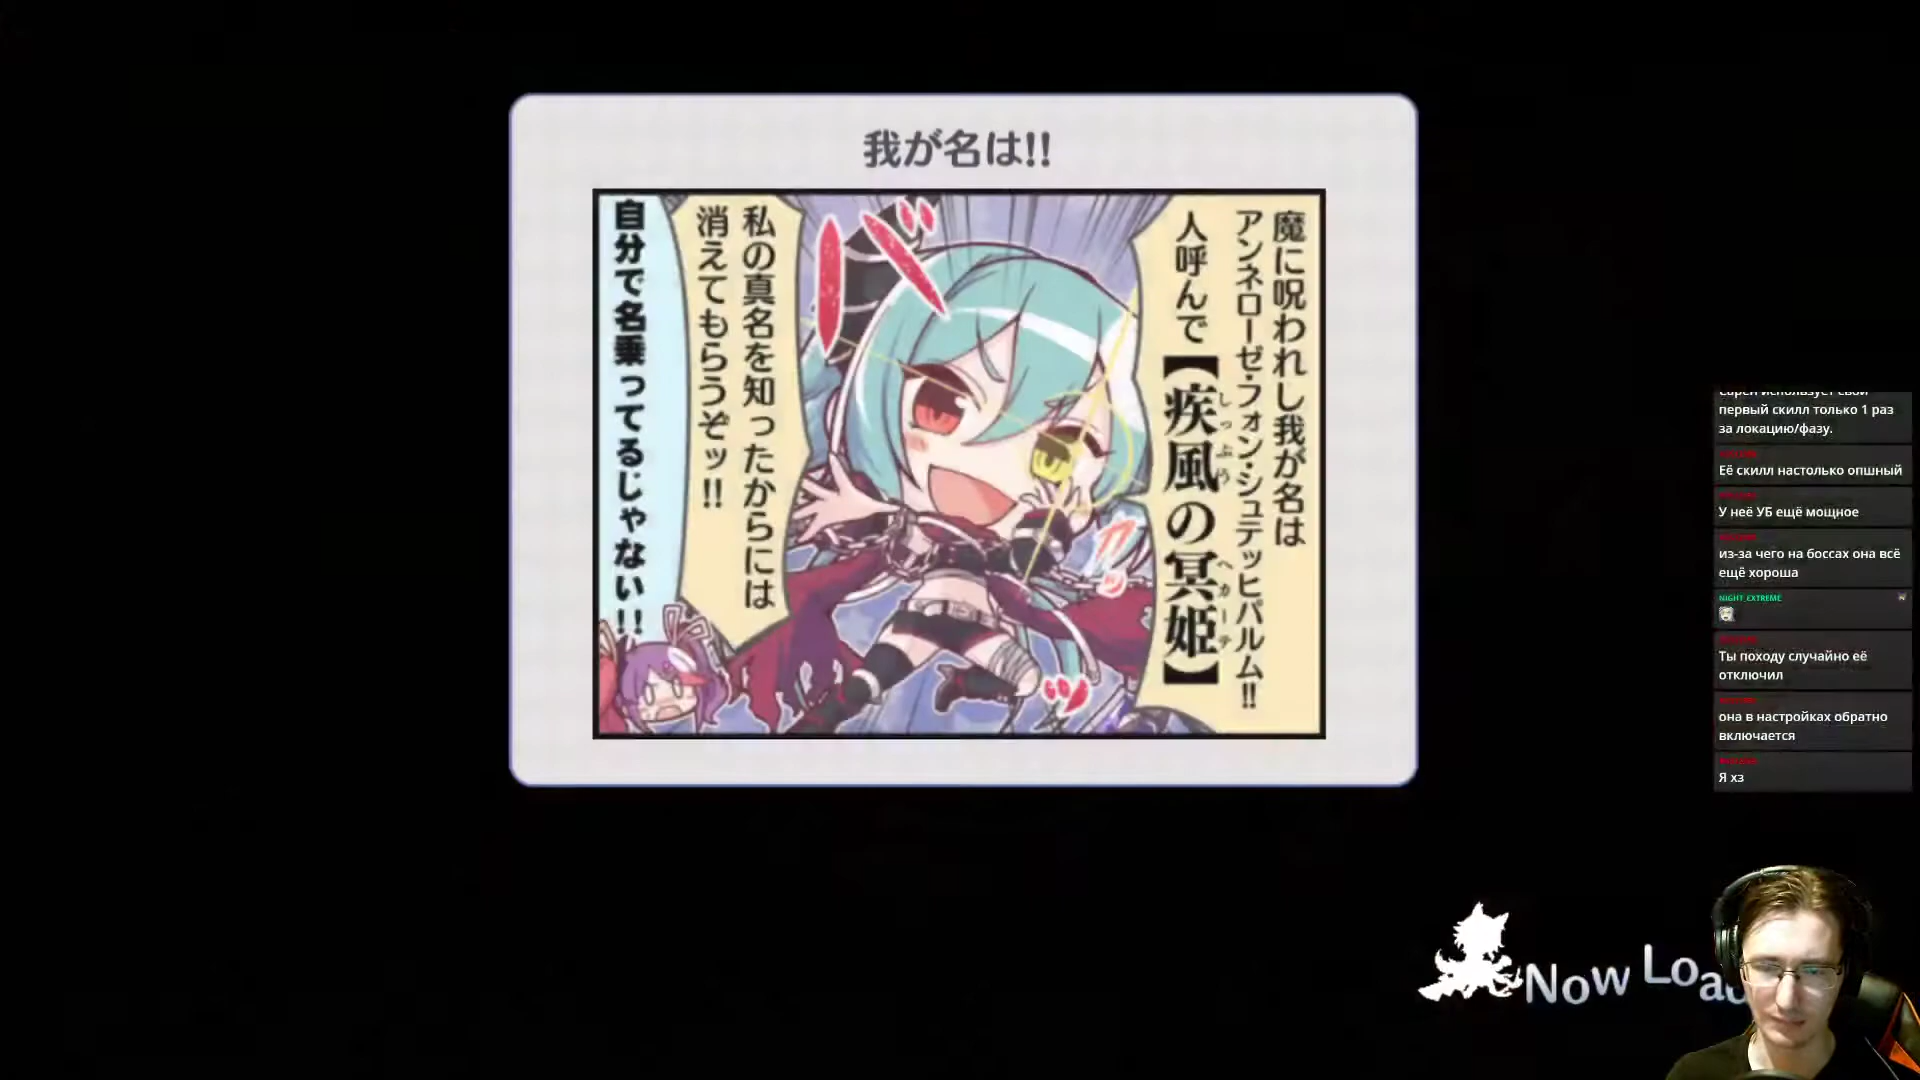 我が名は!!
魔に呪われし我が名は
アンネローゼ・フォン・シュテッヒパルム!!
人呼んで
【疾風の冥姫】
しっぷう
ヘカーテ
バッ
私の真名を知ったからには
消えてもらうぞッ!!
自分で名乗ってるじゃない!!
первый скилл только 1 раз
за локацию/фазу.
Её скилл настолько опшный
У неё УБ ещё мощное
из-за чего на боссах она всё
ещё хороша
NIGHT_EXTREME
Ты походу случайно её
отключил
она в настройках обратно
включается
Я хз
Now Loa